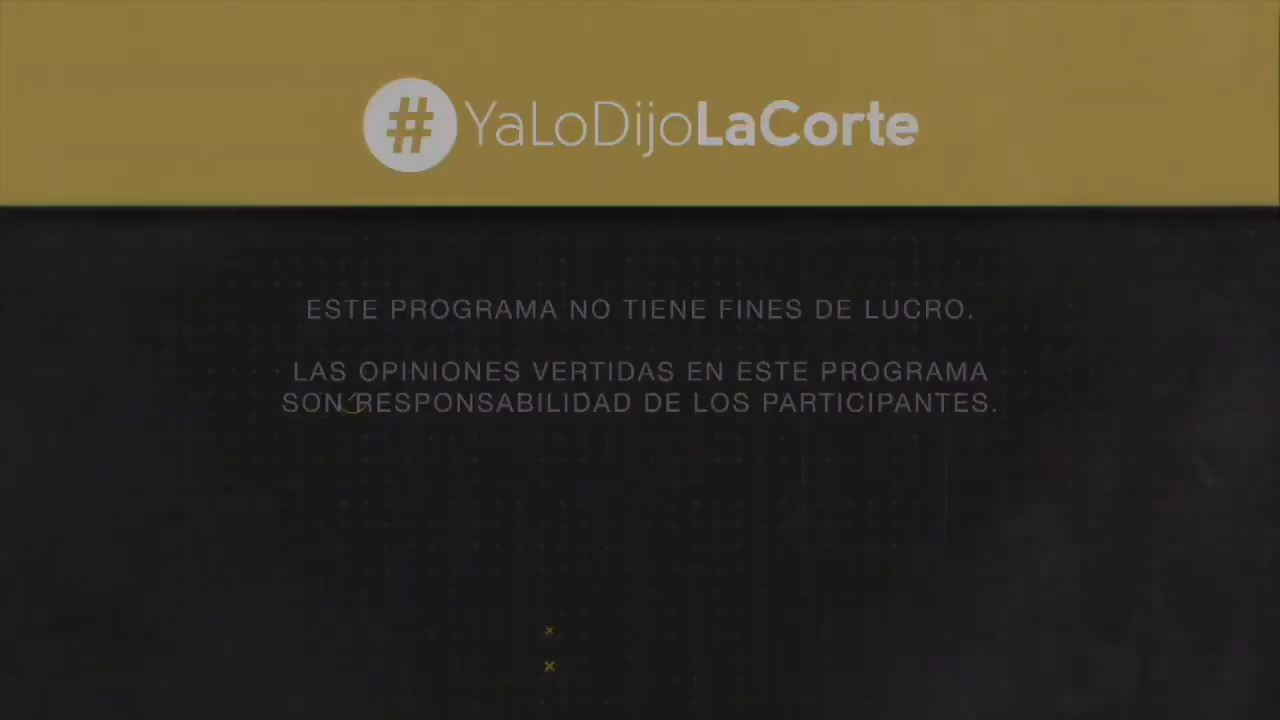 #YaLoDijoLaCorte
ESTE PROGRAMA NO TIENE FINES DE LUCRO.
LAS OPINIONES VERTIDAS EN ESTE PROGRAMA
SON RESPONSABILIDAD DE LOS PARTICIPANTES.